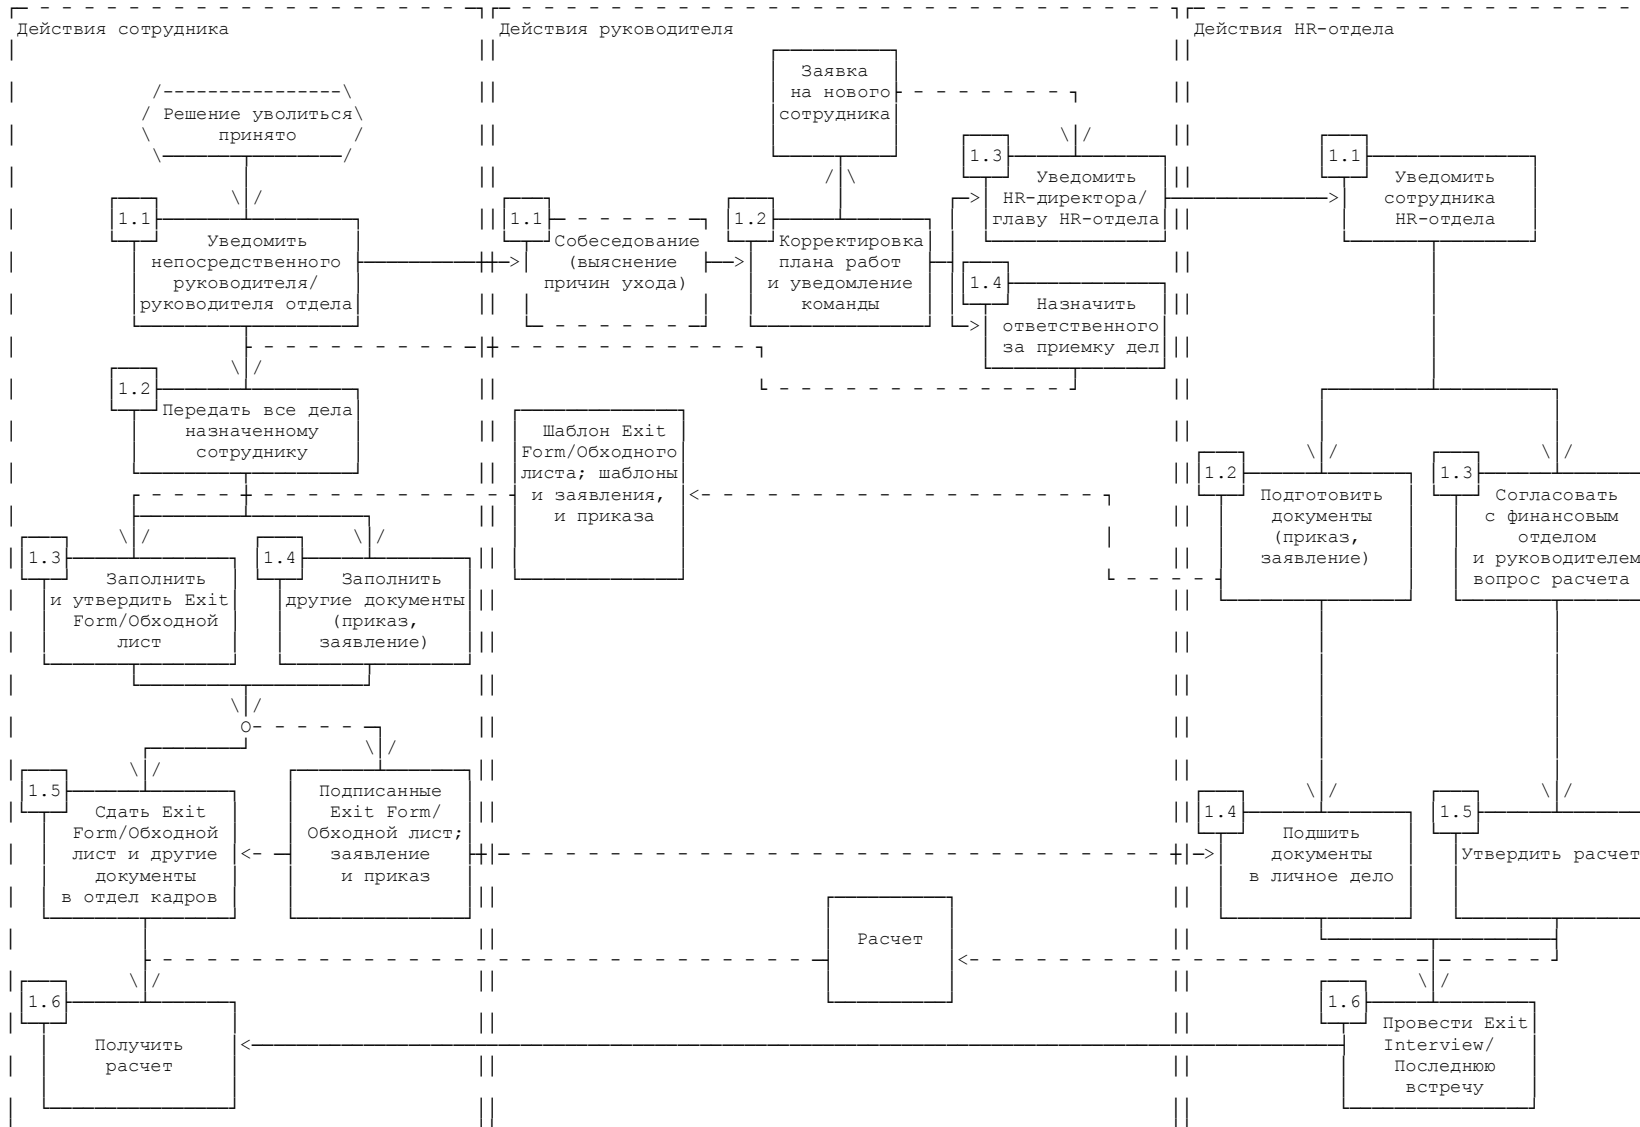 Действия сотрудника
Решение уволиться
принято
1.1
Уведомить
непосредственного
руководителя/
руководителя отдела
1.2
Передать все дела
назначенному
сотруднику
1.3
Заполнить
и утвердить Exit
Form/Обходной
лист
1.4
Заполнить
другие документы
(приказ,
заявление)
1.5
Сдать Exit
Form/Обходной
лист и другие
документы
в отдел кадров
Подписанные
Exit Form/
Обходной лист;
заявление
и приказ
1.6
Получить
расчет
Действия руководителя
Заявка
на нового
сотрудника
1.1
Собеседование
(выяснение
причин ухода)
1.2
Корректировка
плана работ
и уведомление
команды
1.3
Уведомить
HR-директора/
главу HR-отдела
1.4
Назначить
ответственного
за приемку дел
Шаблон Exit
Form/Обходного
листа; шаблоны
и заявления,
и приказа
Расчет
Действия HR-отдела
1.1
Уведомить
сотрудника
HR-отдела
1.2
Подготовить
документы
(приказ,
заявление)
1.3
Согласовать
с финансовым
отделом
и руководителем
вопрос расчета
1.4
Подшить
документы
в личное дело
1.5
Утвердить расчет
1.6
Провести Exit
Interview/
Последнюю
встречу